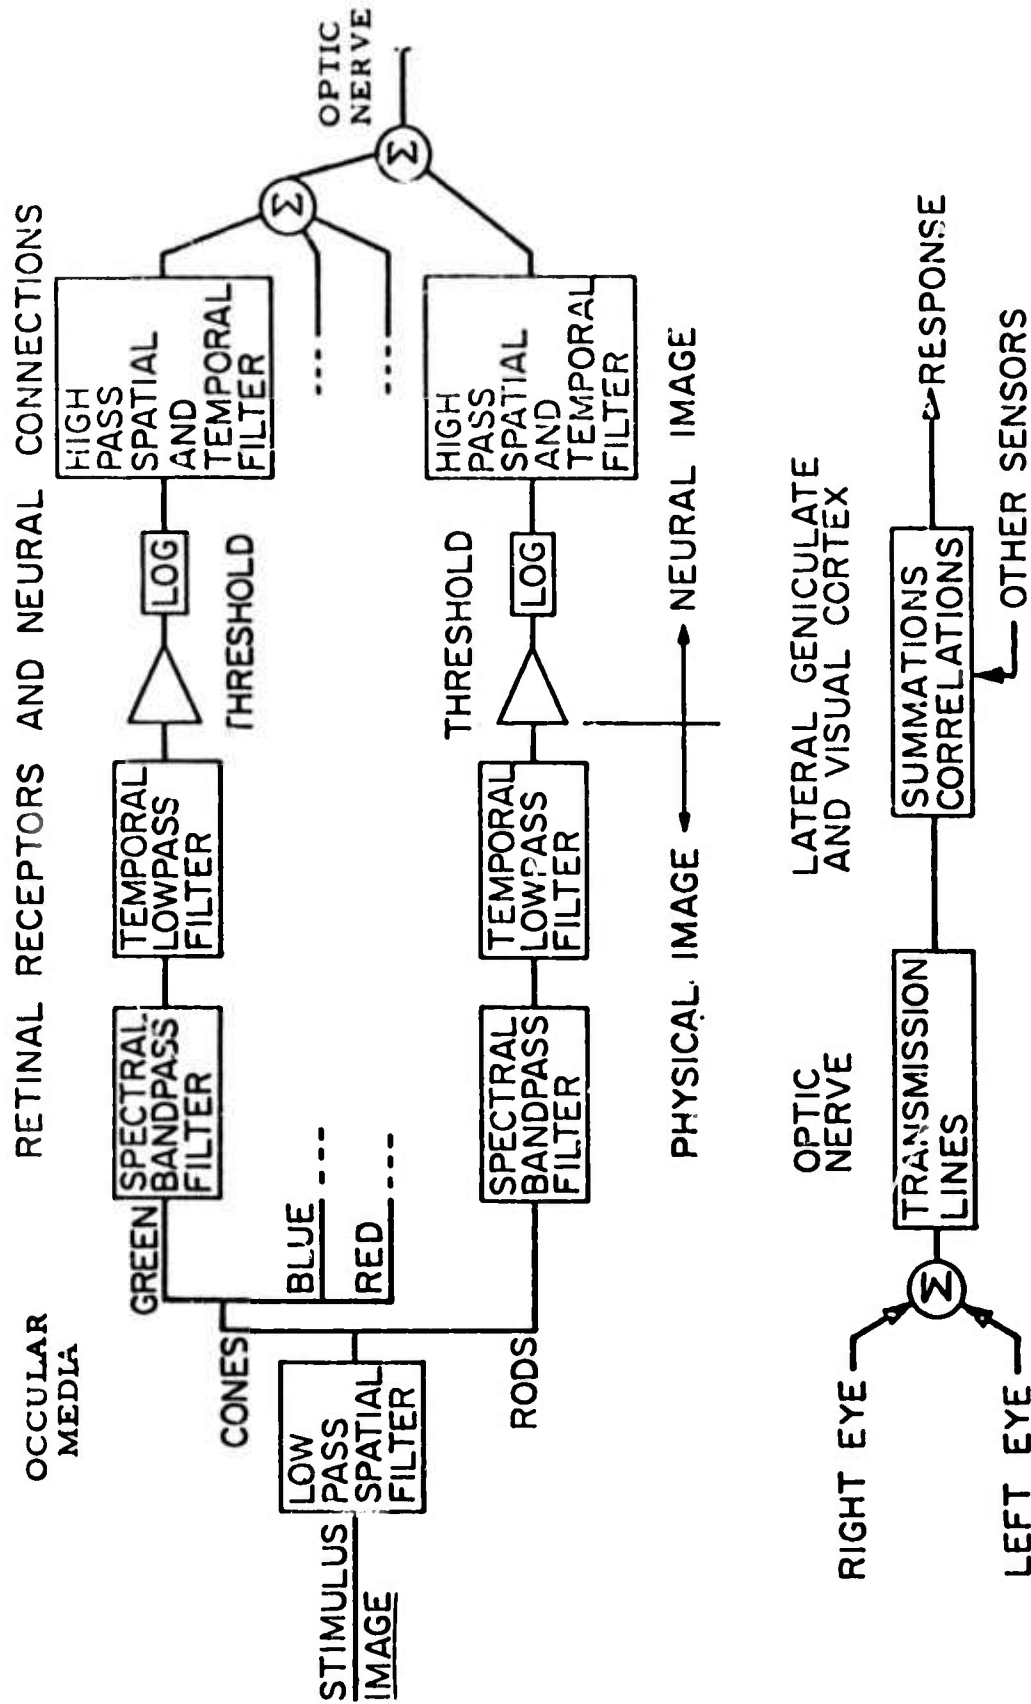 OCCULAR
MEDIA
RETINAL RECEPTORS AND NEURAL CONNECTIONS
STIMULUS
IMAGE
LOW
PASS
SPATIAL
FILTER
CONES
RODS
GREEN
BLUE
RED
SPECTRAL
BANDPASS
FILTER
TEMPORAL
LOWPASS
FILTER
THRESHOLD
LOG
HIGH
PASS
SPATIAL
AND
TEMPORAL
FILTER
Σ
Σ
OPTIC
NERVE
SPECTRAL
BANDPASS
FILTER
TEMPORAL
LOWPASS
FILTER
THRESHOLD
LOG
HIGH
PASS
SPATIAL
AND
TEMPORAL
FILTER
PHYSICAL IMAGE
NEURAL IMAGE
RIGHT EYE
LEFT EYE
Σ
OPTIC
NERVE
TRANSMISSION
LINES
LATERAL GENICULATE
AND VISUAL CORTEX
SUMMATIONS
CORRELATIONS
RESPONSE
OTHER SENSORS